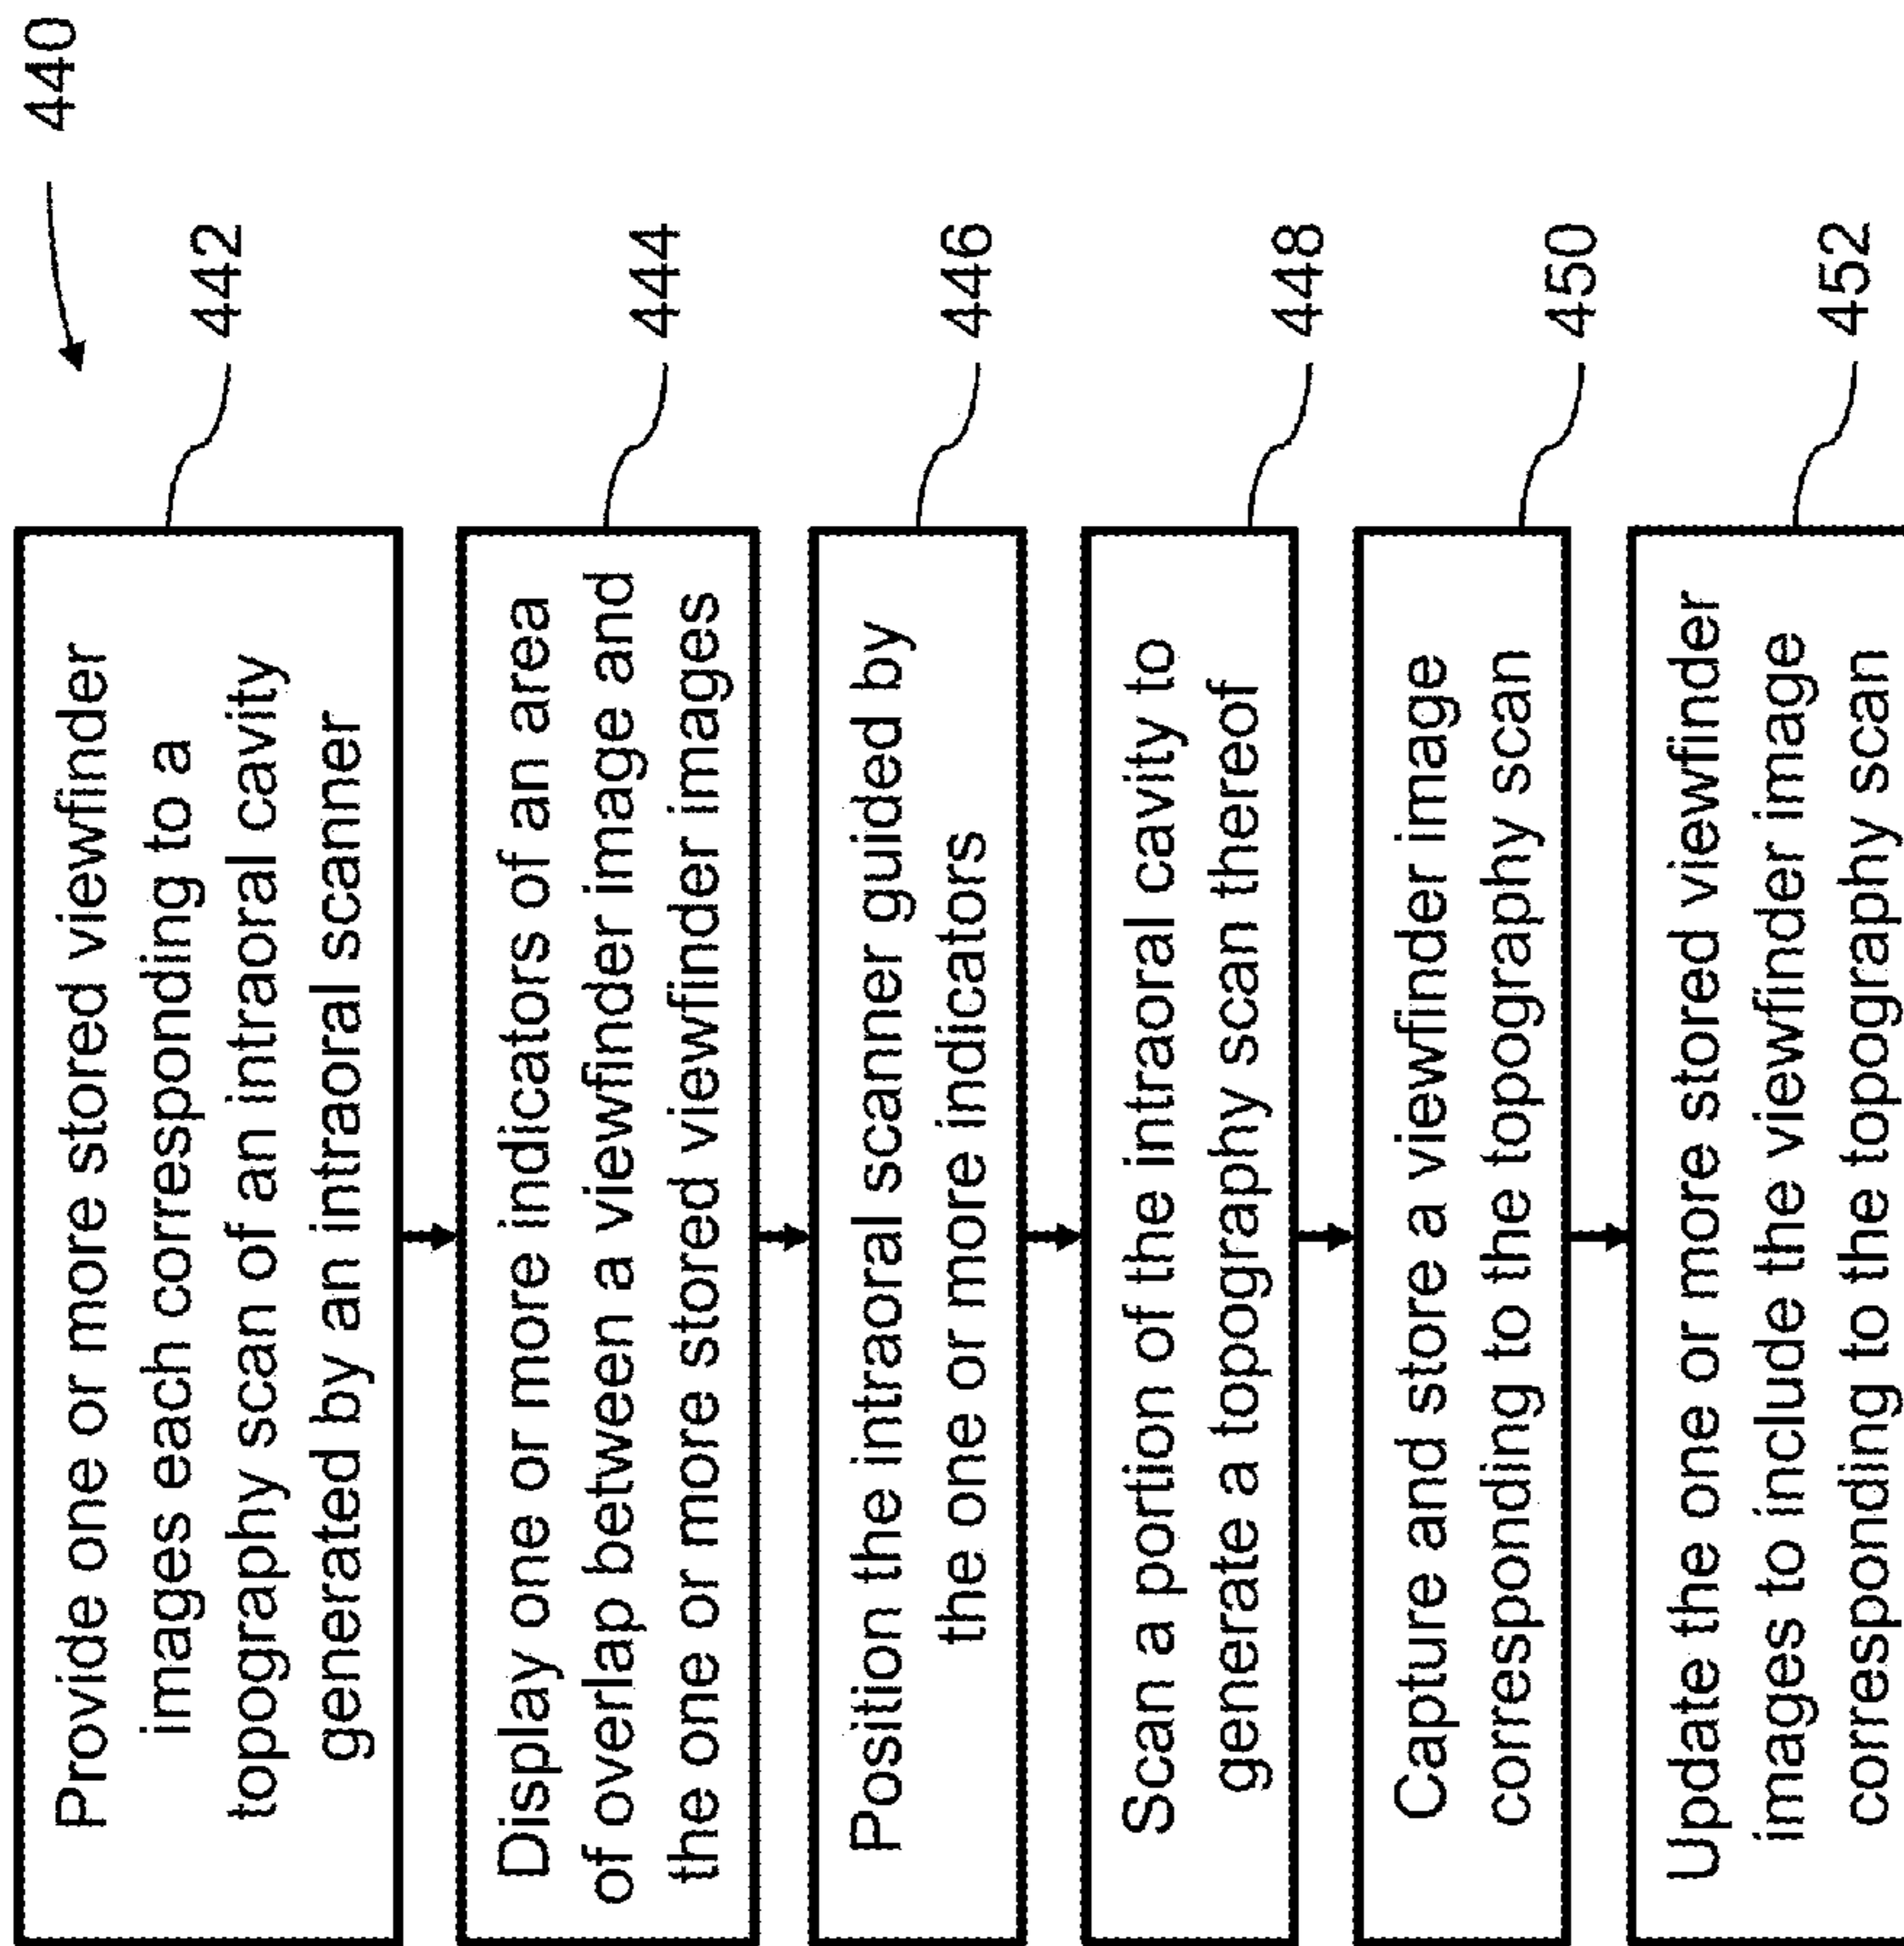 440
Provide one or more stored viewfinder
images each corresponding to a
topography scan of an intraoral cavity
generated by an intraoral scanner
442
Display one or more indicators of an area
of overlap between a viewfinder image and
the one or more stored viewfinder images
444
Position the intraoral scanner guided by
the one or more indicators
446
Scan a portion of the intraoral cavity to
generate a topography scan thereof
448
Capture and store a viewfinder image
corresponding to the topography scan
450
Update the one or more stored viewfinder
images to include the viewfinder image
corresponding to the topography scan
452